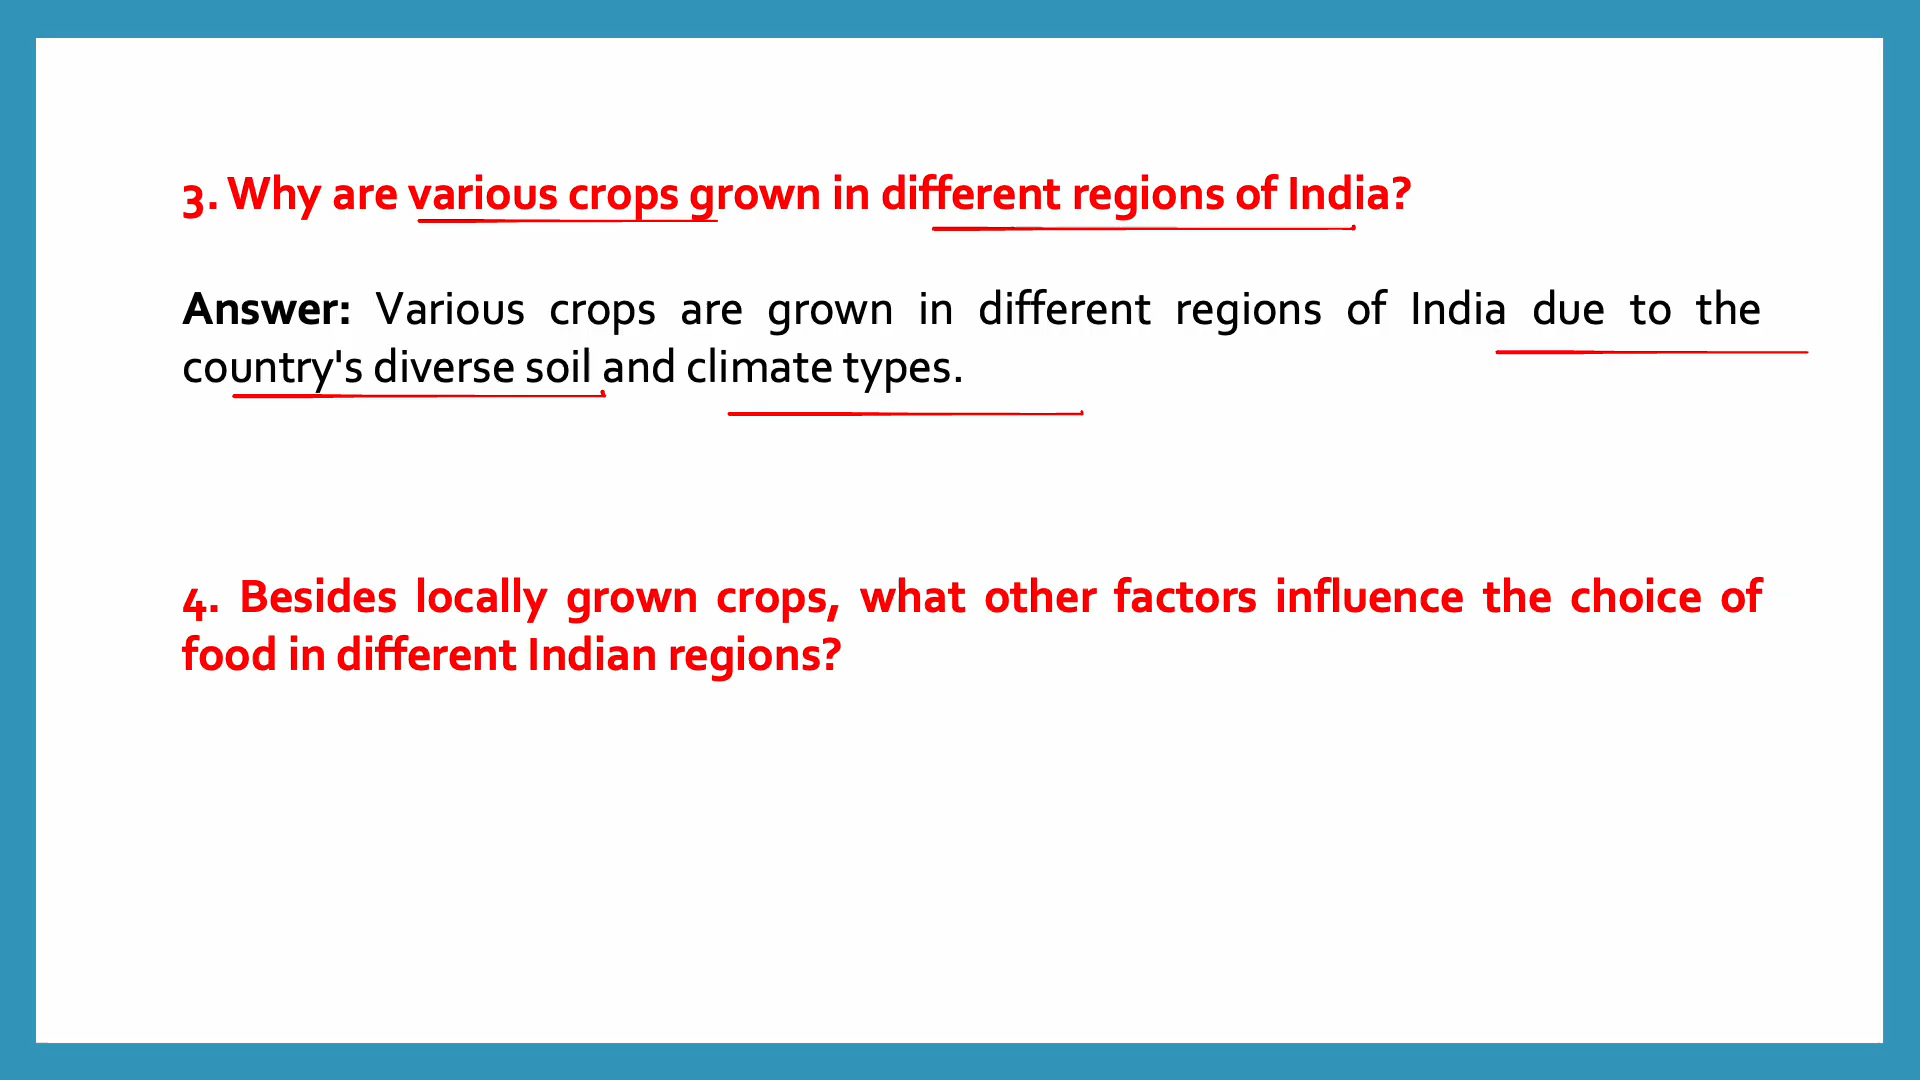 3. Why are various crops grown in different regions of India?
Answer: Various crops are grown in different regions of India due to the
country's diverse soil and climate types.
4. Besides locally grown crops, what other factors influence the choice of
food in different Indian regions?